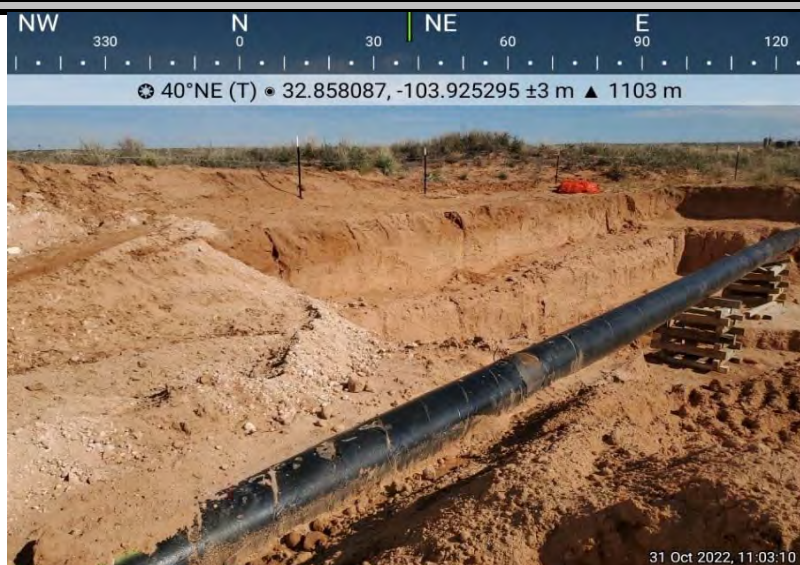 NW N NE E
330 0 30 60 90 120
40°NE (T) ● 32.858087, -103.925295 ±3 m ▲ 1103 m
31 Oct 2022, 11:03:10